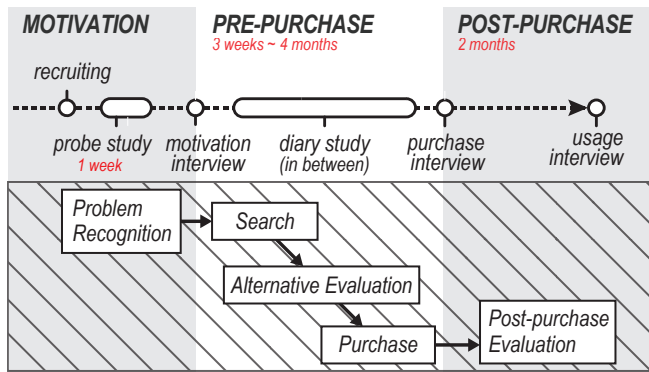 MOTIVATION
PRE-PURCHASE
3 weeks ~ 4 months
POST-PURCHASE
2 months
recruiting
probe study
1 week
motivation
interview
diary study
(in between)
purchase
interview
usage
interview
Problem
Recognition
Search
Alternative Evaluation
Purchase
Post-purchase
Evaluation